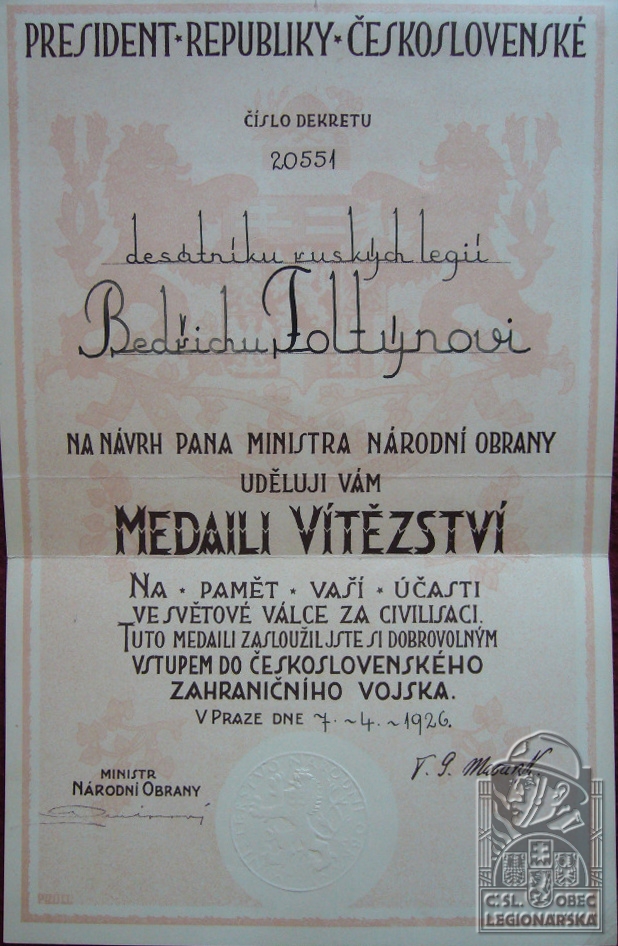 PRESIDENT ⋆ REPUBLIKY ⋆ ČESKOSLOVENSKÉ
ČÍSLO DEKRETU
20551
desátníku ruských legií
Bedřichu Foltýnovi
NA NÁVRH PANA MINISTRA NÁRODNÍ OBRANY
UDĚLUJI VÁM
MEDAILI VÍTĚZSTVÍ
NA ⋆ PAMĚT ⋆ VAŠÍ ⋆ ÚČASTI
VE SVĚTOVÉ VÁLCE ZA CIVILISACI.
TUTO MEDAILI ZASLOUŽIL JSTE SI DOBROVOLNÝM
VSTUPEM DO ČESKOSLOVENSKÉHO
ZAHRANIČNÍHO VOJSKA.
V PRAZE DNE 7. ~ 4. ~ 1926.
T. G. Masaryk.
MINISTR
NÁRODNÍ OBRANY
Č.SL. OBEC
LEGIONÁŘSKÁ